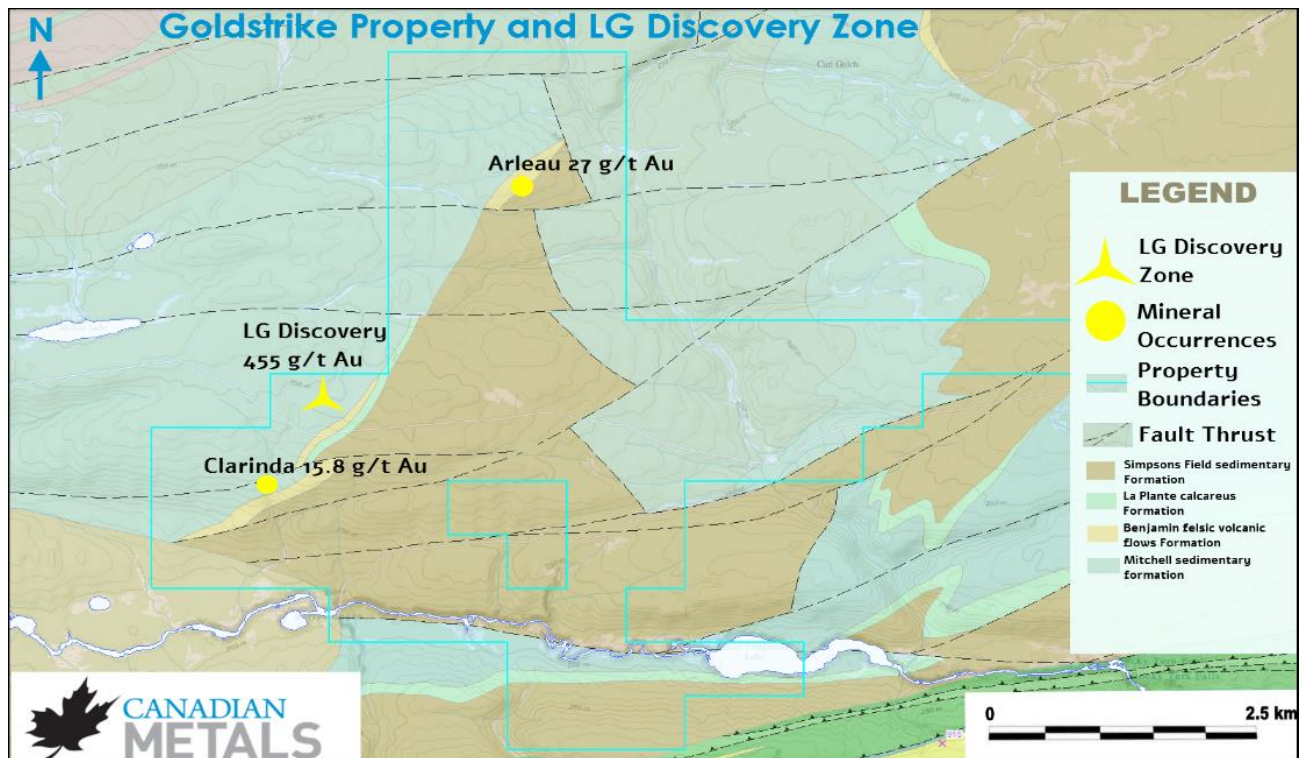 Goldstrike Property and LG Discovery Zone
N
Curl Gulch
Arleau 27 g/t Au
LG Discovery
455 g/t Au
Clarinda 15.8 g/t Au
LEGEND
LG Discovery
Zone
Mineral
Occurrences
Property
Boundaries
Fault Thrust
Simpsons Field sedimentary
Formation
La Plante calcareus
Formation
Benjamin felsic volcanic
flows Formation
Mitchell sedimentary
formation
CANADIAN
METALS
0
2.5 km